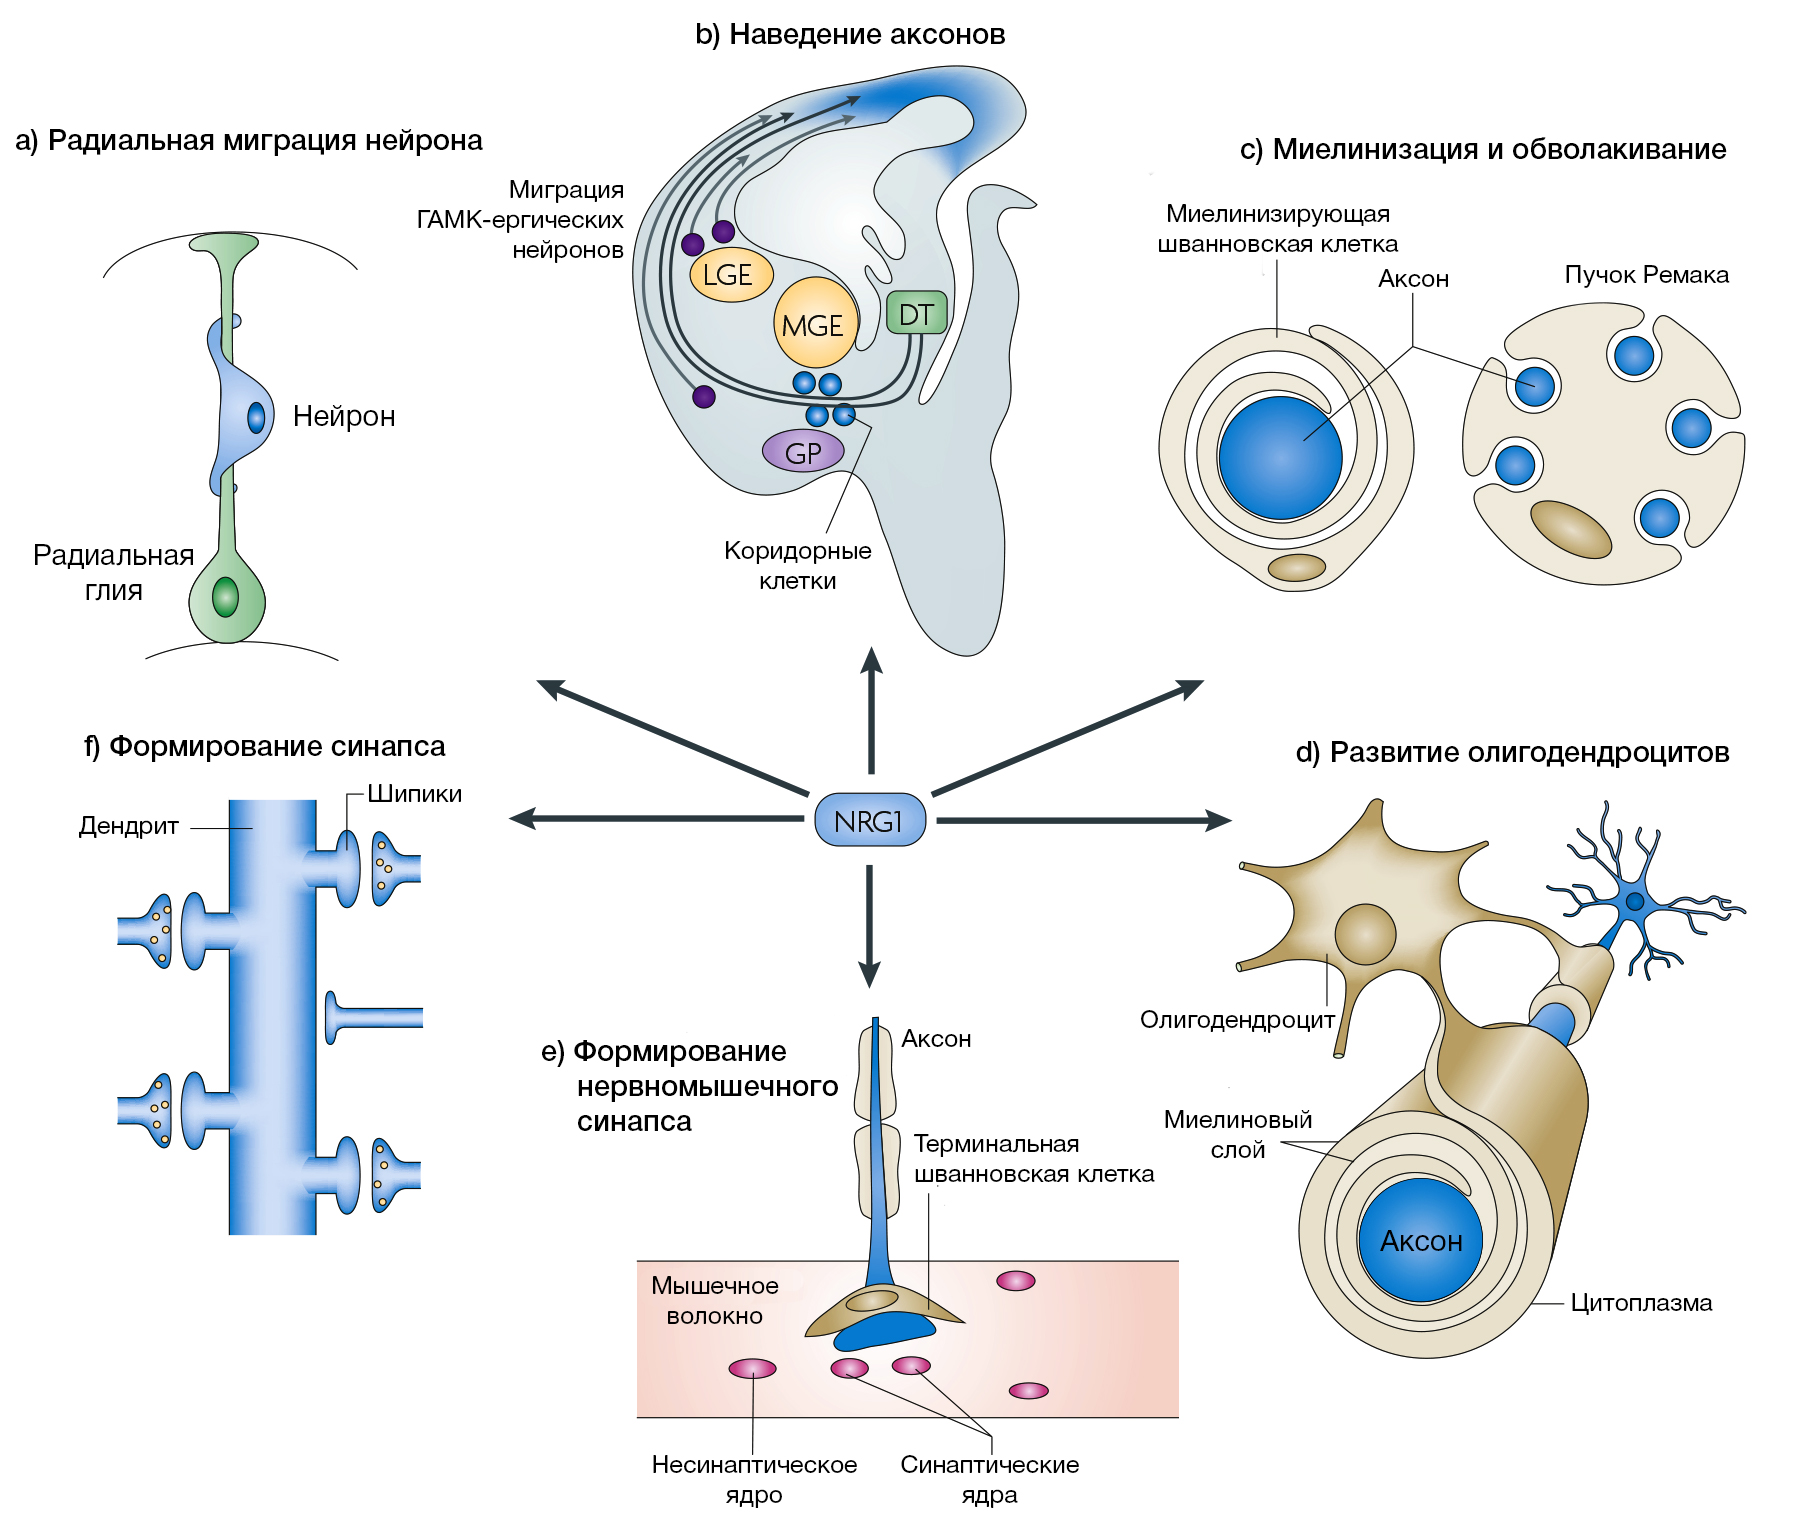 b) Наведение аксонов
a) Радиальная миграция нейрона
c) Миелинизация и обволакивание
Миграция
ГАМК-ергических
нейронов
LGE
MGE
DT
GP
Коридорные
клетки
Нейрон
Радиальная
глия
Миелинизирующая
шванновская клетка
Аксон
Пучок Ремака
f) Формирование синапса
Шипики
Дендрит
NRG1
d) Развитие олигодендроцитов
Олигодендроцит
Миелиновый
слой
Аксон
Цитоплазма
e) Формирование
нервномышечного
синапса
Аксон
Терминальная
шванновская клетка
Мышечное
волокно
Несинаптическое
ядро
Синаптические
ядра